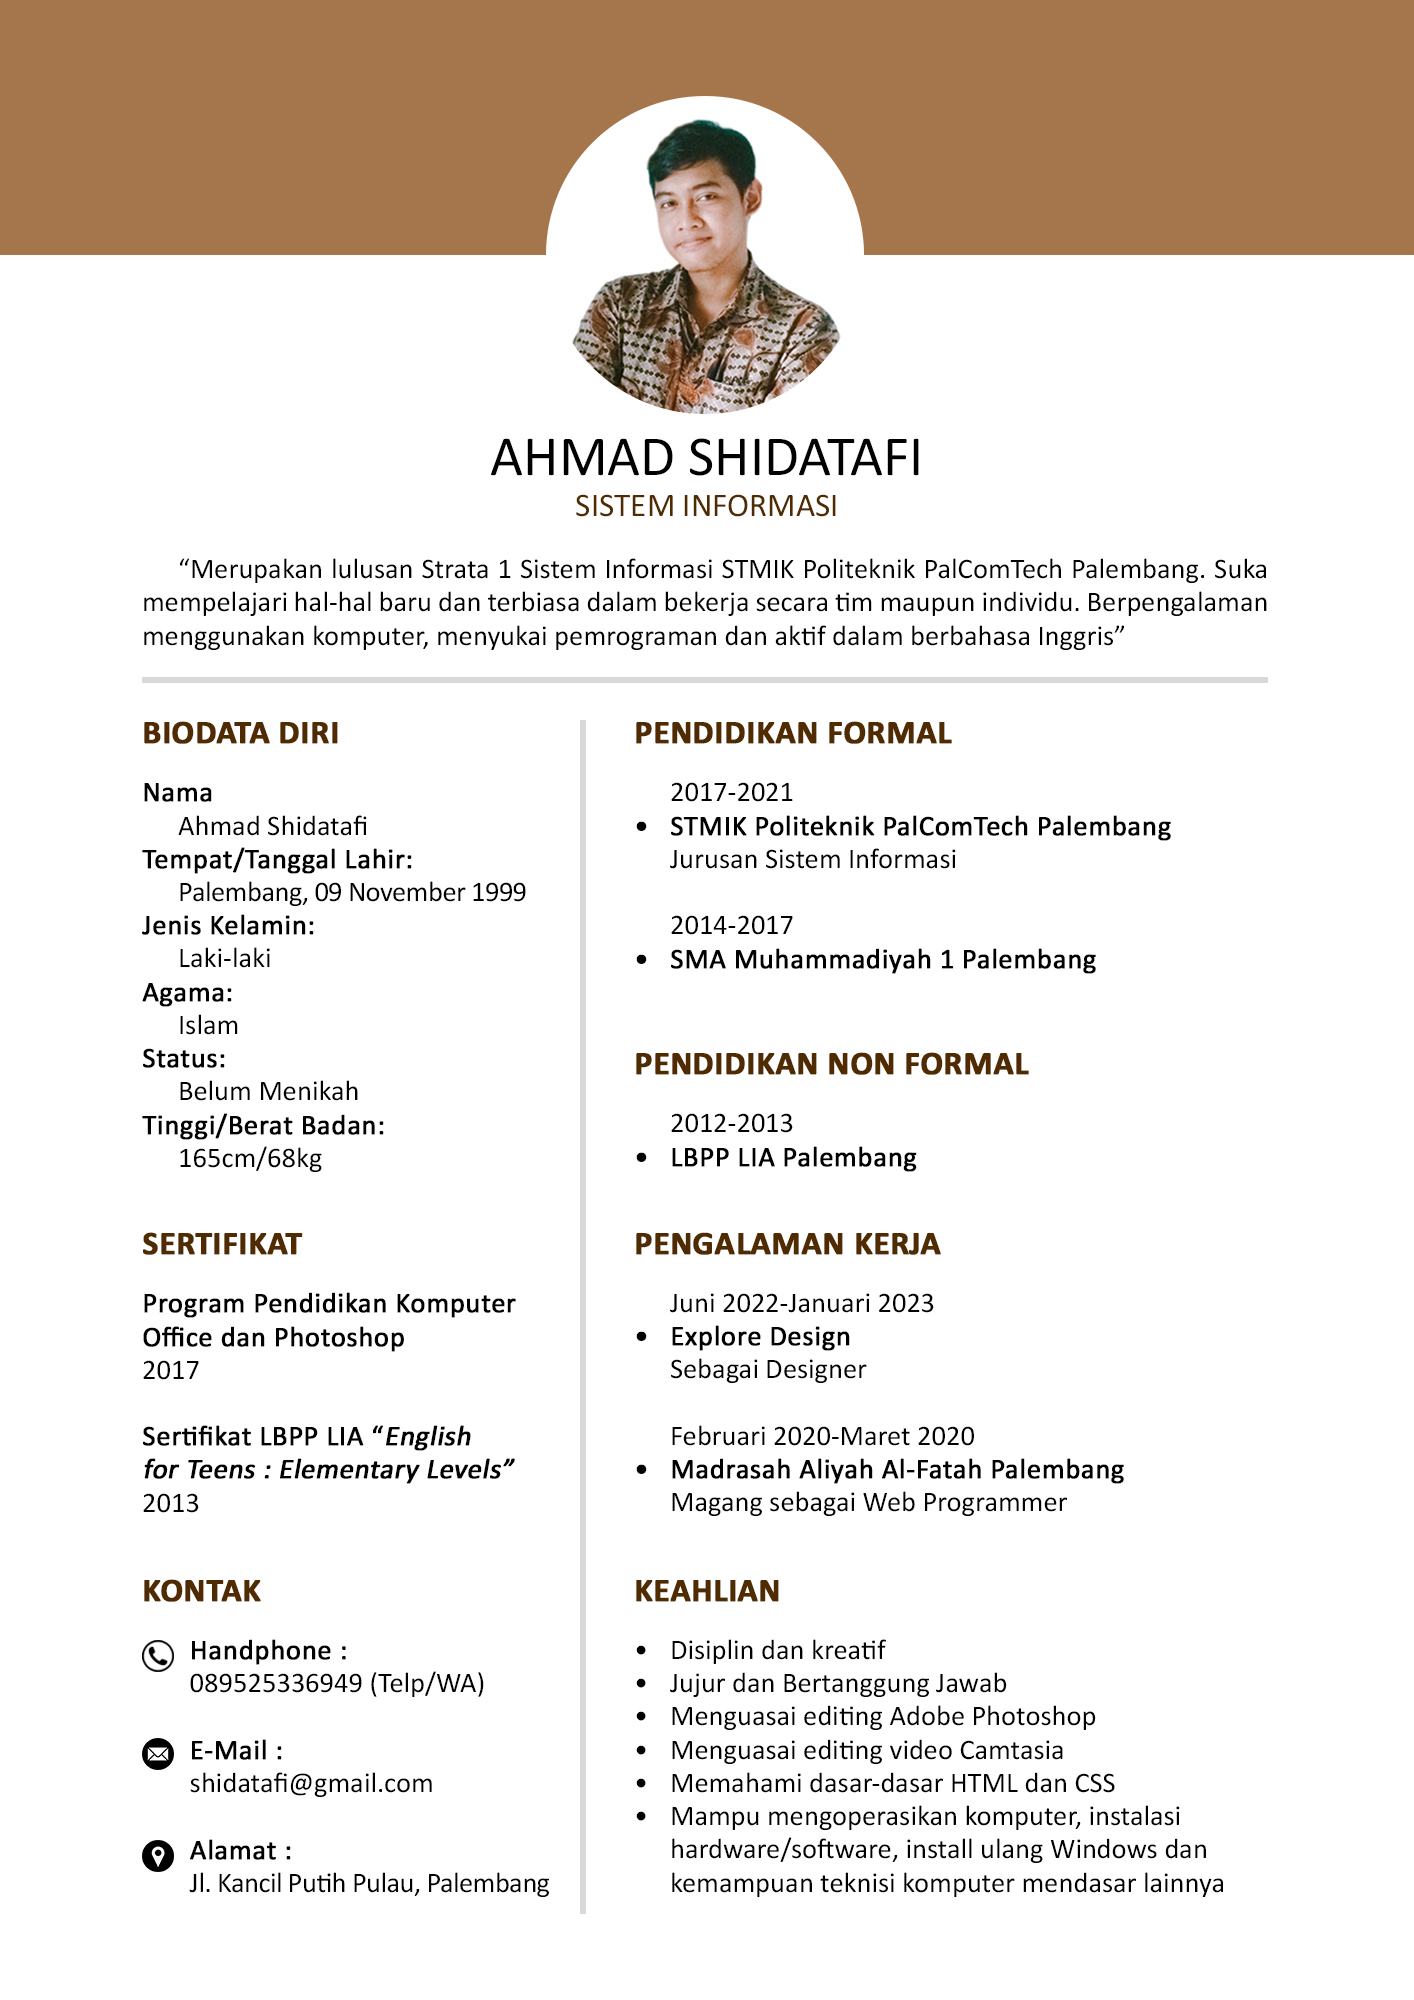 AHMAD SHIDATAFI
SISTEM INFORMASI
“Merupakan lulusan Strata 1 Sistem Informasi STMIK Politeknik PalComTech Palembang. Suka
mempelajari hal-hal baru dan terbiasa dalam bekerja secara tim maupun individu. Berpengalaman
menggunakan komputer, menyukai pemrograman dan aktif dalam berbahasa Inggris”
BIODATA DIRI
Nama
Ahmad Shidatafi
Tempat/Tanggal Lahir:
Palembang, 09 November 1999
Jenis Kelamin:
Laki-laki
Agama:
Islam
Status:
Belum Menikah
Tinggi/Berat Badan:
165cm/68kg
SERTIFIKAT
Program Pendidikan Komputer
Office dan Photoshop
2017
Sertifikat LBPP LIA “English
for Teens : Elementary Levels”
2013
KONTAK
Handphone :
089525336949 (Telp/WA)
E-Mail :
shidatafi@gmail.com
Alamat :
Jl. Kancil Putih Pulau, Palembang
PENDIDIKAN FORMAL
2017-2021
• STMIK Politeknik PalComTech Palembang
Jurusan Sistem Informasi
2014-2017
• SMA Muhammadiyah 1 Palembang
PENDIDIKAN NON FORMAL
2012-2013
• LBPP LIA Palembang
PENGALAMAN KERJA
Juni 2022-Januari 2023
• Explore Design
Sebagai Designer
Februari 2020-Maret 2020
• Madrasah Aliyah Al-Fatah Palembang
Magang sebagai Web Programmer
KEAHLIAN
• Disiplin dan kreatif
• Jujur dan Bertanggung Jawab
• Menguasai editing Adobe Photoshop
• Menguasai editing video Camtasia
• Memahami dasar-dasar HTML dan CSS
• Mampu mengoperasikan komputer, instalasi
hardware/software, install ulang Windows dan
kemampuan teknisi komputer mendasar lainnya